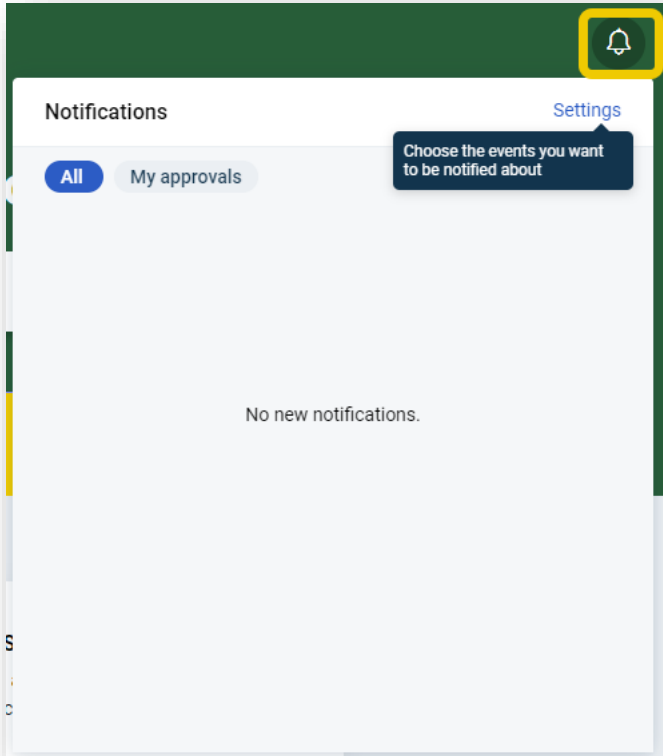 Notifications
Settings
Choose the events you want
to be notified about
All
My approvals
No new notifications.